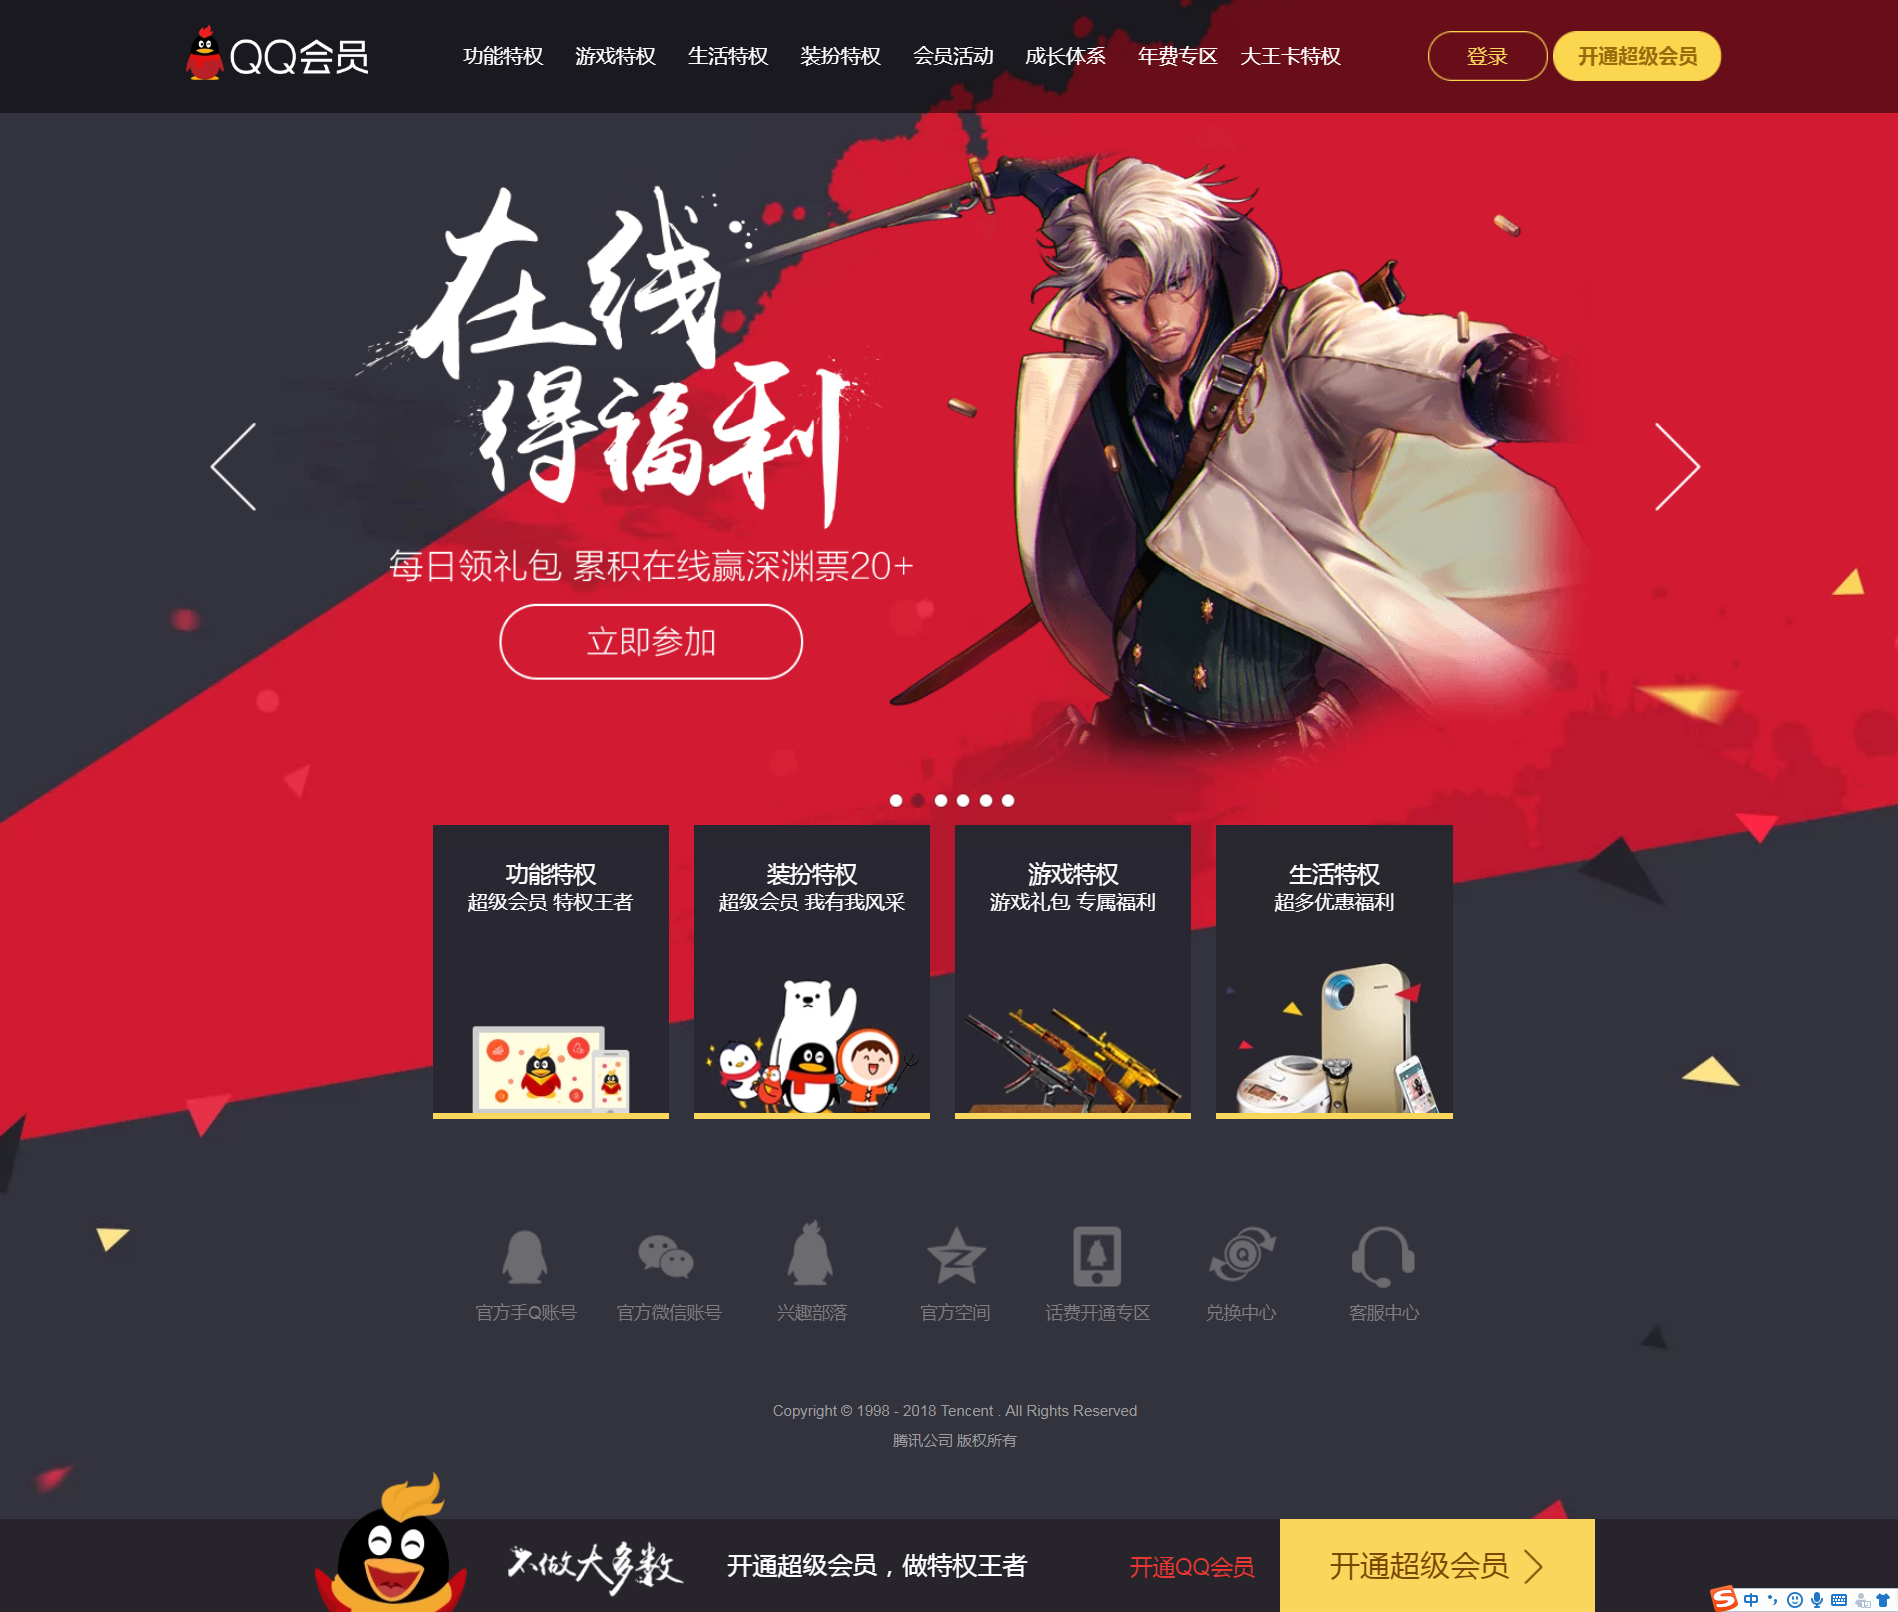 QQ会员
功能特权 游戏特权 生活特权 装扮特权 会员活动 成长体系 年费专区 大王卡特权
登录 开通超级会员
在线
得福利
每日领礼包 累积在线赢深渊票20+
立即参加
功能特权
超级会员 特权王者
装扮特权
超级会员 我有我风采
游戏特权
游戏礼包 专属福利
生活特权
超多优惠福利
官方手Q账号 官方微信账号 兴趣部落 官方空间 话费开通专区 兑换中心 客服中心
Copyright © 1998 - 2018 Tencent . All Rights Reserved
腾讯公司 版权所有
不做大多数 开通超级会员，做特权王者 开通QQ会员 开通超级会员
中